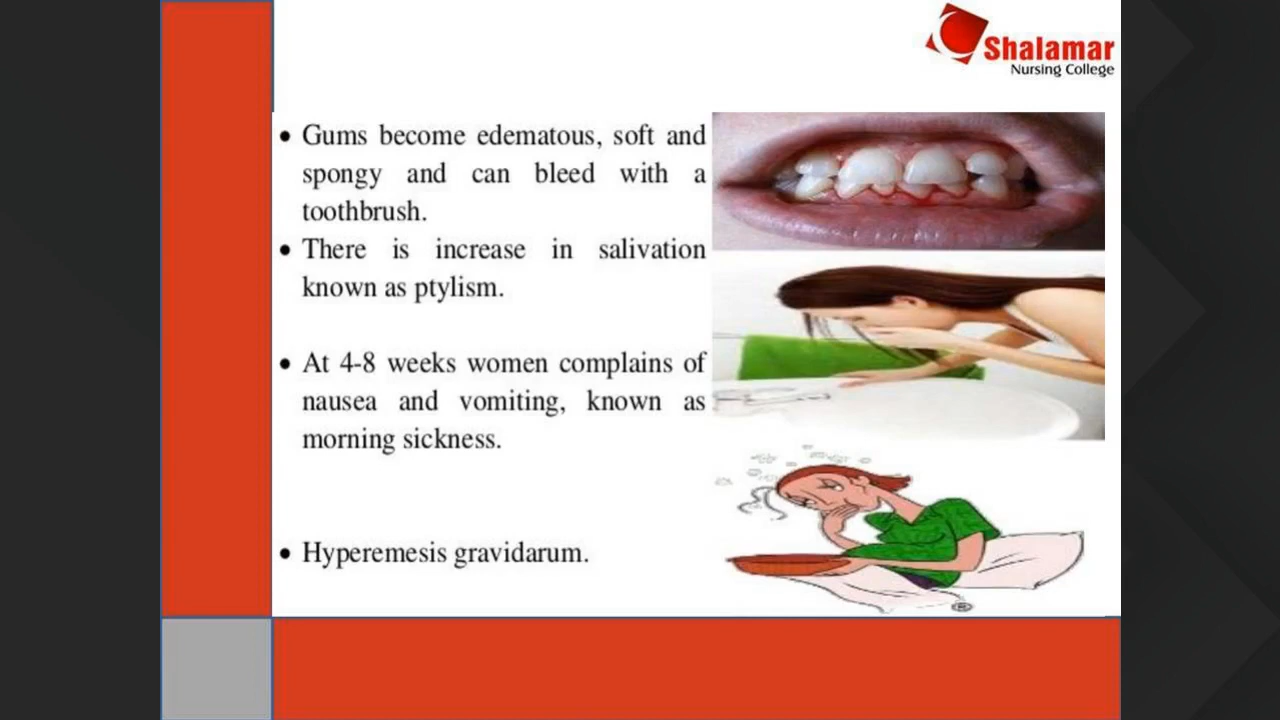 Shalamar
Nursing College
• Gums become edematous, soft and
spongy and can bleed with a
toothbrush.
• There is increase in salivation
known as ptylism.
• At 4-8 weeks women complains of
nausea and vomiting, known as
morning sickness.
• Hyperemesis gravidarum.
®